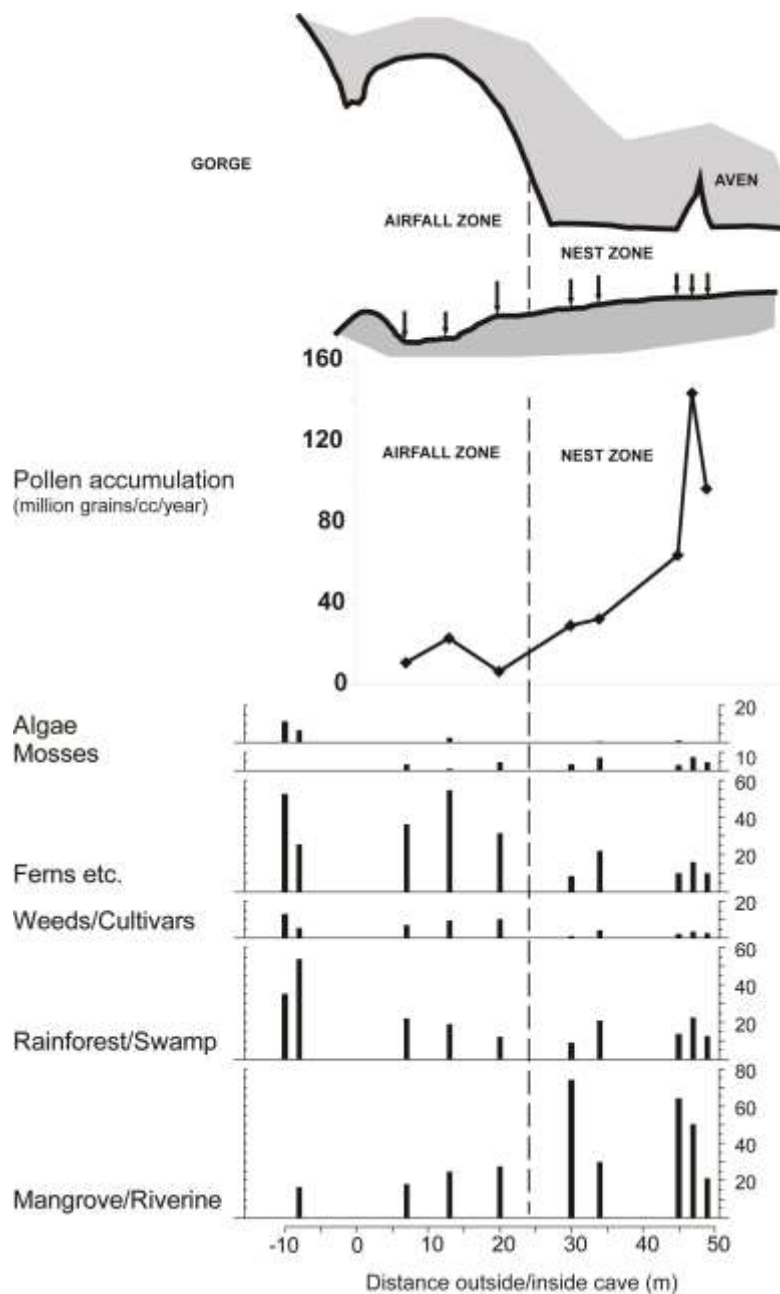 GORGE
AVEN
AIRFALL ZONE
NEST ZONE
160
120
80
40
0
Pollen accumulation
(million grains/cc/year)
AIRFALL ZONE
NEST ZONE
Algae
20
Mosses
10
Ferns etc.
60
40
20
Weeds/Cultivars
20
Rainforest/Swamp
60
40
20
Mangrove/Riverine
80
60
40
20
-10 0 10 20 30 40 50
Distance outside/inside cave (m)